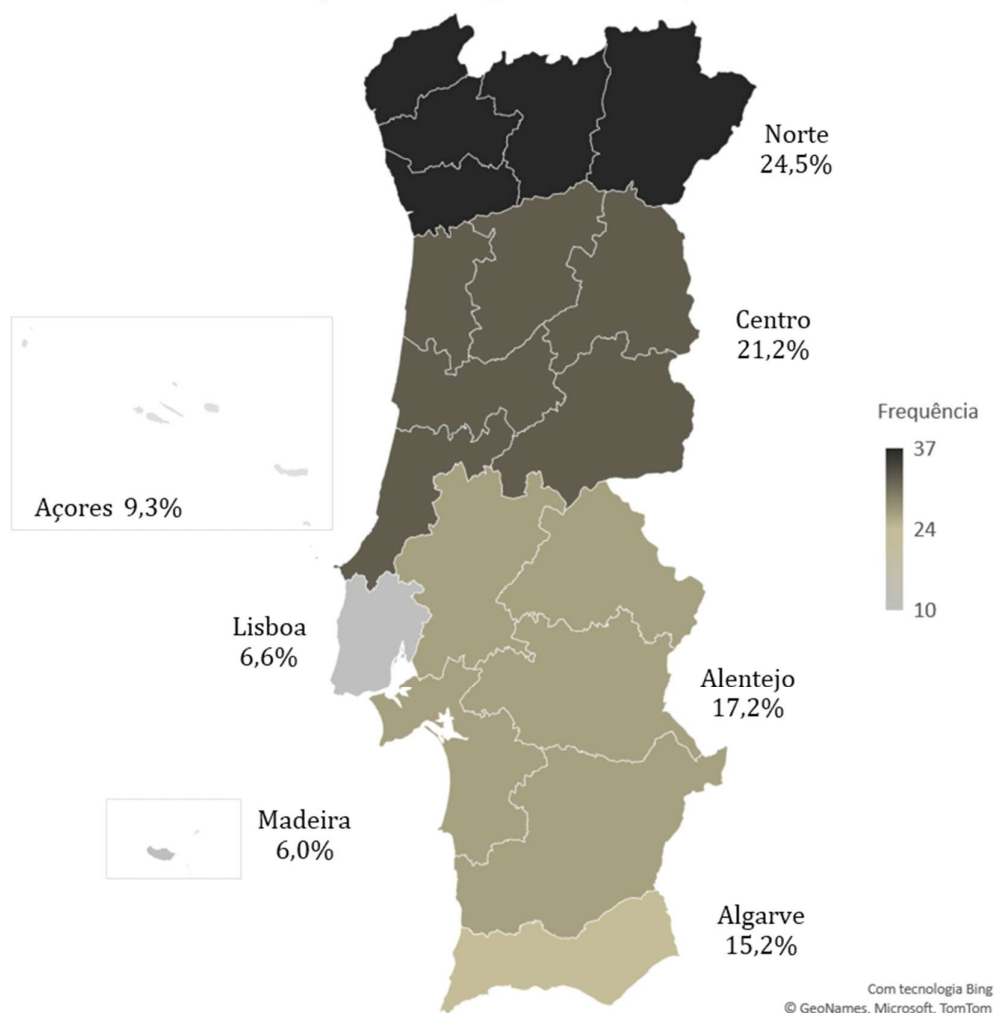 Norte
24,5%
Centro
21,2%
Frequência
37
24
10
Açores 9,3%
Lisboa
6,6%
Alentejo
17,2%
Madeira
6,0%
Algarve
15,2%
Com tecnologia Bing
© GeoNames, Microsoft, TomTom